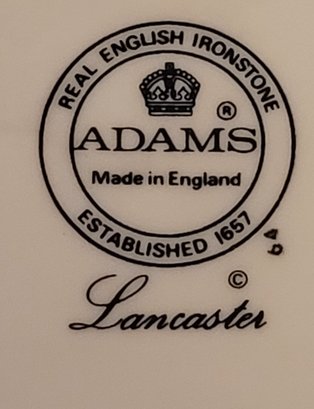 REAL ENGLISH IRONSTONE
®
ADAMS
Made in England
ESTABLISHED 1657
©
Lancaster